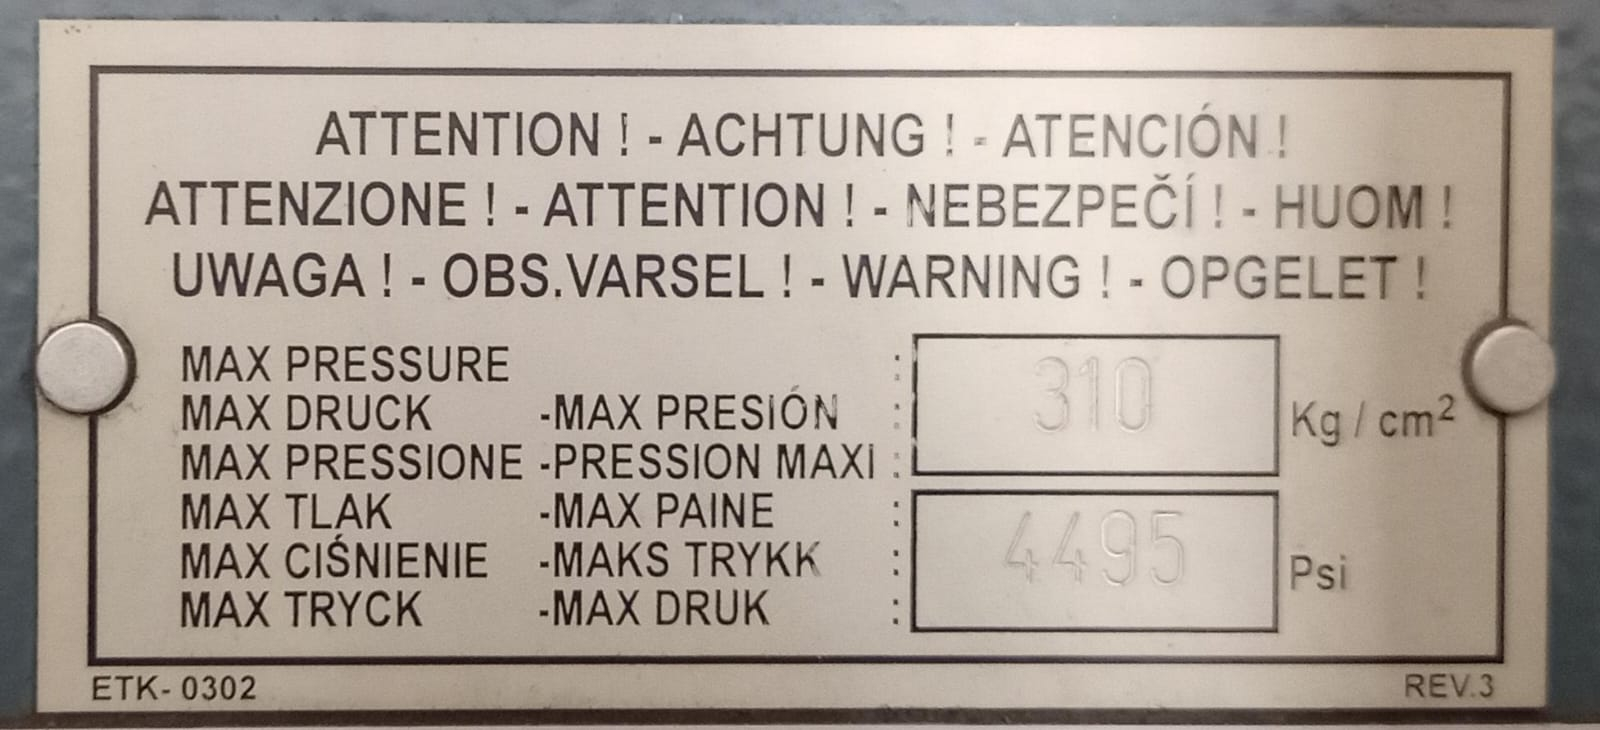 ATTENTION ! - ACHTUNG ! - ATENCIÓN !
ATTENZIONE ! - ATTENTION ! - NEBEZPEČÍ ! - HUOM !
UWAGA ! - OBS.VARSEL ! - WARNING ! - OPGELET !
MAX PRESSURE :
MAX DRUCK -MAX PRESIÓN :
MAX PRESSIONE -PRESSION MAXI :
310 Kg / cm²
MAX TLAK -MAX PAINE :
MAX CIŚNIENIE -MAKS TRYKK :
MAX TRYCK -MAX DRUK :
4495 Psi
ETK- 0302
REV.3